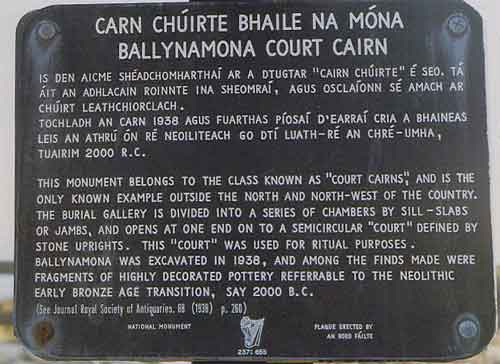 CARN CHÚIRTE BHAILE NA MÓNA
BALLYNAMONA COURT CAIRN
IS DEN AICME SHÉADCHOMHARTHAÍ AR A DTUGTAR "CAIRN CHÚIRTE" É SEO. TÁ
ÁIT AN ADHLACAIN ROINNTE INA SHEOMRAÍ, AGUS OSCLAÍONN SÉ AMACH AR
CHÚIRT LEATHCHIORCLACH.
TOCHLADH AN CARN 1938 AGUS FUARTHAS PÍOSAÍ D'EARRAÍ CRIA A BHAINEAS
LEIS AN ATHRÚ ÓN RÉ NEOILITEACH GO DTÍ LUATH-RÉ AN CHRÉ-UMHA,
TUAIRIM 2000 R.C.
THIS MONUMENT BELONGS TO THE CLASS KNOWN AS "COURT CAIRNS", AND IS THE
ONLY KNOWN EXAMPLE OUTSIDE THE NORTH AND NORTH-WEST OF THE COUNTRY.
THE BURIAL GALLERY IS DIVIDED INTO A SERIES OF CHAMBERS BY SILL-SLABS
OR JAMBS, AND OPENS AT ONE END ON TO A SEMICIRCULAR "COURT" DEFINED BY
STONE UPRIGHTS. THIS "COURT" WAS USED FOR RITUAL PURPOSES.
BALLYNAMONA WAS EXCAVATED IN 1938, AND AMONG THE FINDS MADE WERE
FRAGMENTS OF HIGHLY DECORATED POTTERY REFERRABLE TO THE NEOLITHIC
EARLY BRONZE AGE TRANSITION, SAY 2000 B.C.
(See Journal Royal Society of Antiquaries, 68 (1938) p. 260)
NATIONAL MONUMENT
PLAQUE ERECTED BY
AN BORD FÁILTE
237: 655